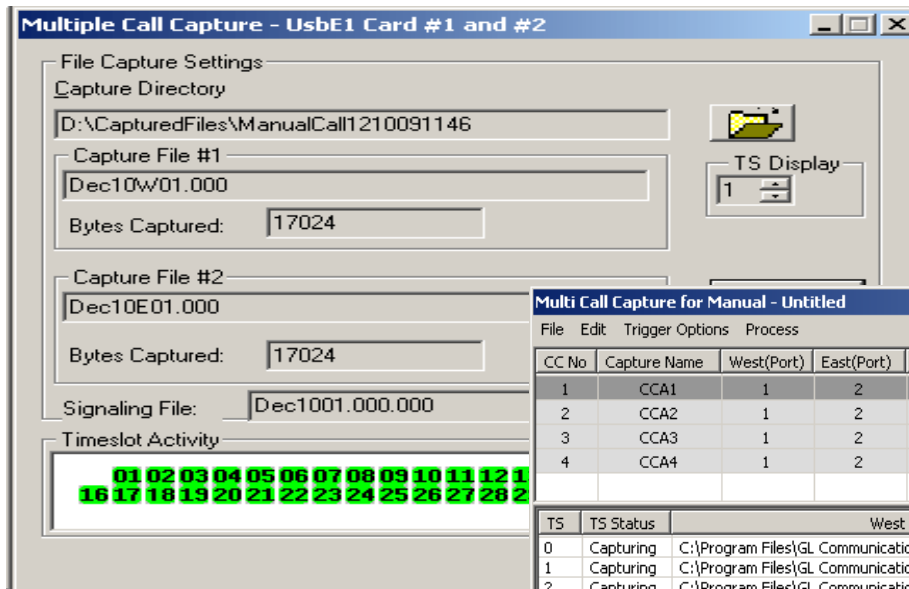 Multiple Call Capture - UsbE1 Card #1 and #2
File Capture Settings
Capture Directory
D:\CapturedFiles\ManualCall1210091146
Capture File #1
Dec10W01.000
TS Display
1
Bytes Captured: 17024
Capture File #2
Dec10E01.000
Bytes Captured: 17024
Signaling File: Dec1001.000.000
Timeslot Activity
01 02 03 04 05 06 07 08 09 10 11 12
16 17 18 19 20 21 22 23 24 25 26 27 28
Multi Call Capture for Manual - Untitled
File Edit Trigger Options Process
CC No Capture Name West(Port) East(Port)
1 CCA1 1 2
2 CCA2 1 2
3 CCA3 1 2
4 CCA4 1 2
TS TS Status West
0 Capturing C:\Program Files\GL Communicatio
1 Capturing C:\Program Files\GL Communicatio
2 Capturing C:\Program Files\GL Communicatio